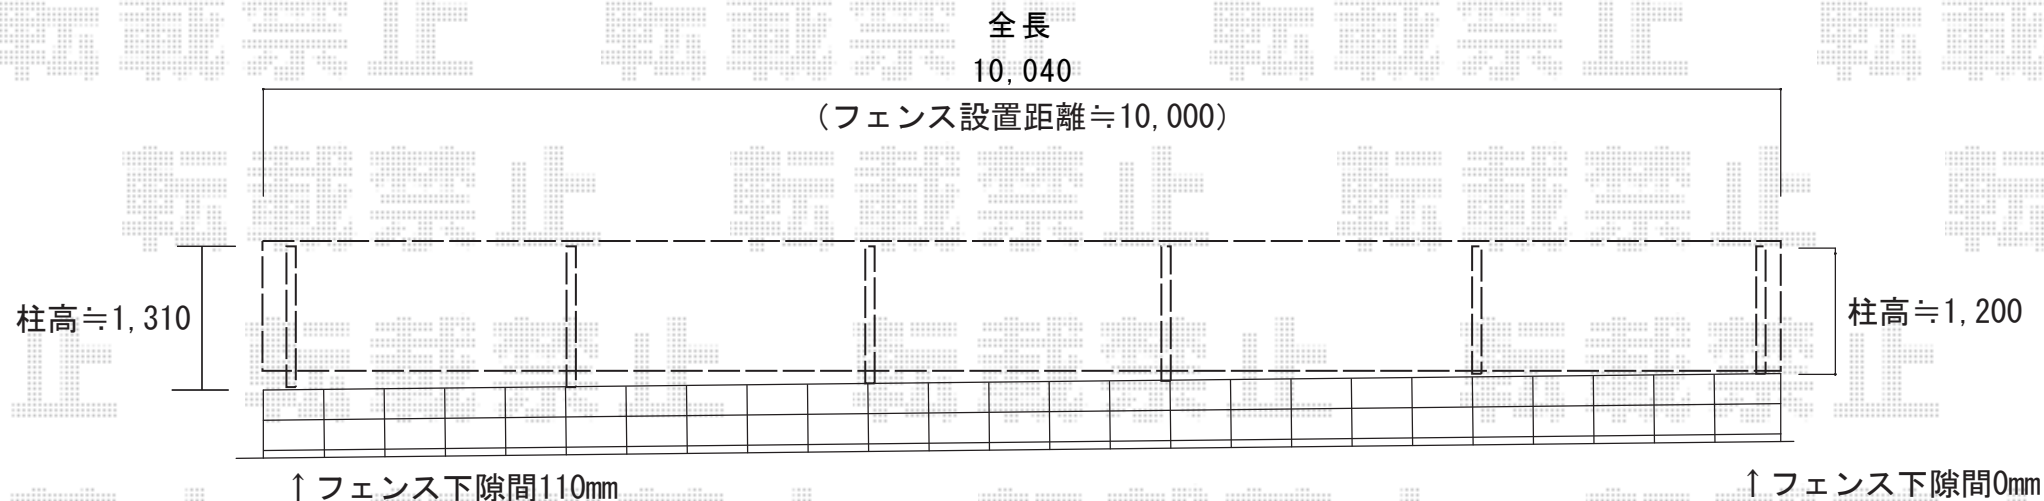 全長
10,040
（フェンス設置距離≒10,000）
柱高≒1,310
柱高≒1,200
↑フェンス下隙間110mm
↑フェンス下隙間0mm
転載禁止